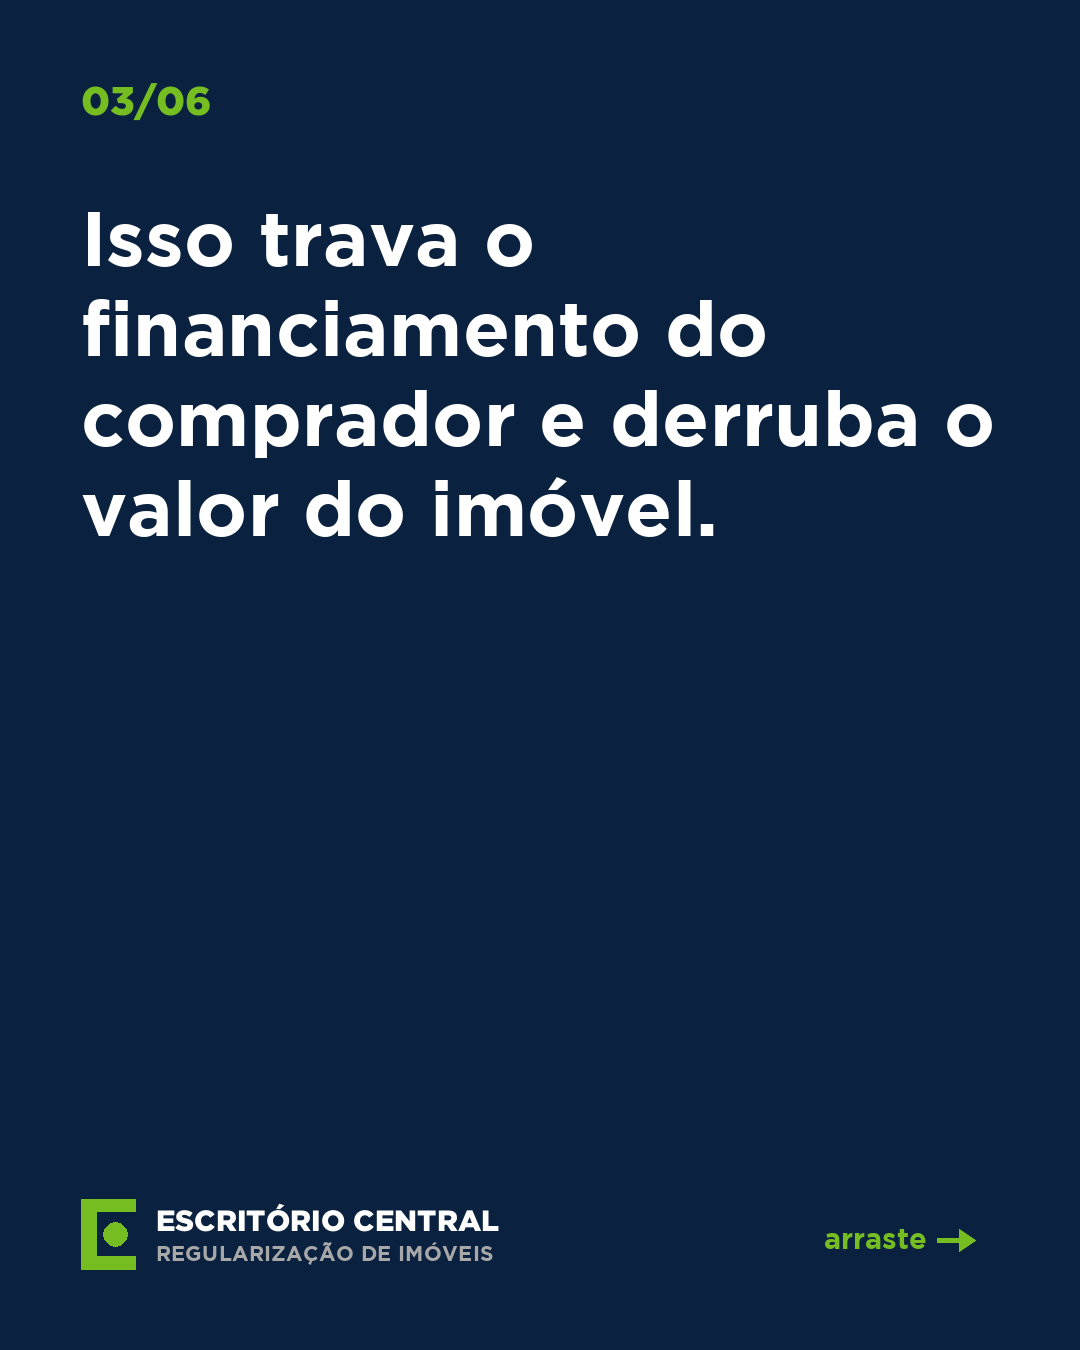 03/06
Isso trava o
financiamento do
comprador e derruba o
valor do imóvel.
ESCRITÓRIO CENTRAL
REGULARIZAÇÃO DE IMÓVEIS
arraste